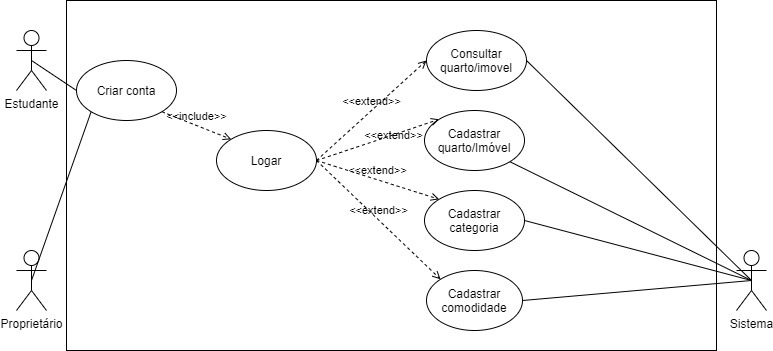 Estudante
Proprietário
Criar conta
<<include>>
Logar
<<extend>>
<<extend>>
<<extend>>
<<extend>>
Consultar
quarto/imovel
Cadastrar
quarto/Imóvel
Cadastrar
categoria
Cadastrar
comodidade
Sistema